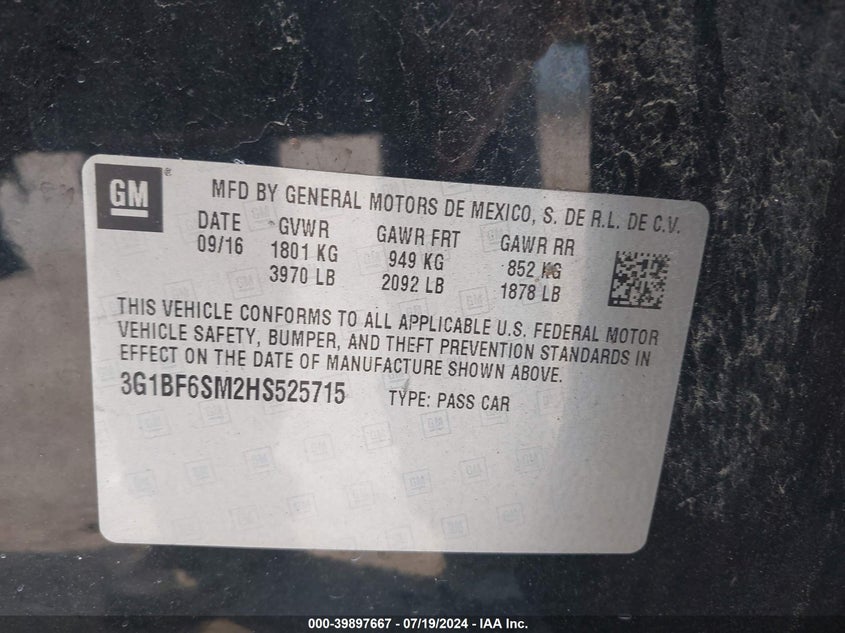 GM ®
MFD BY GENERAL MOTORS DE MEXICO, S. DE R.L. DE C.V.
DATE GVWR GAWR FRT GAWR RR
09/16 1801 KG 949 KG 852 KG
3970 LB 2092 LB 1878 LB
THIS VEHICLE CONFORMS TO ALL APPLICABLE U.S. FEDERAL MOTOR
VEHICLE SAFETY, BUMPER, AND THEFT PREVENTION STANDARDS IN
EFFECT ON THE DATE OF MANUFACTURE SHOWN ABOVE.
3G1BF6SM2HS525715 TYPE: PASS CAR
000-39897667 - 07/19/2024 - IAA Inc.